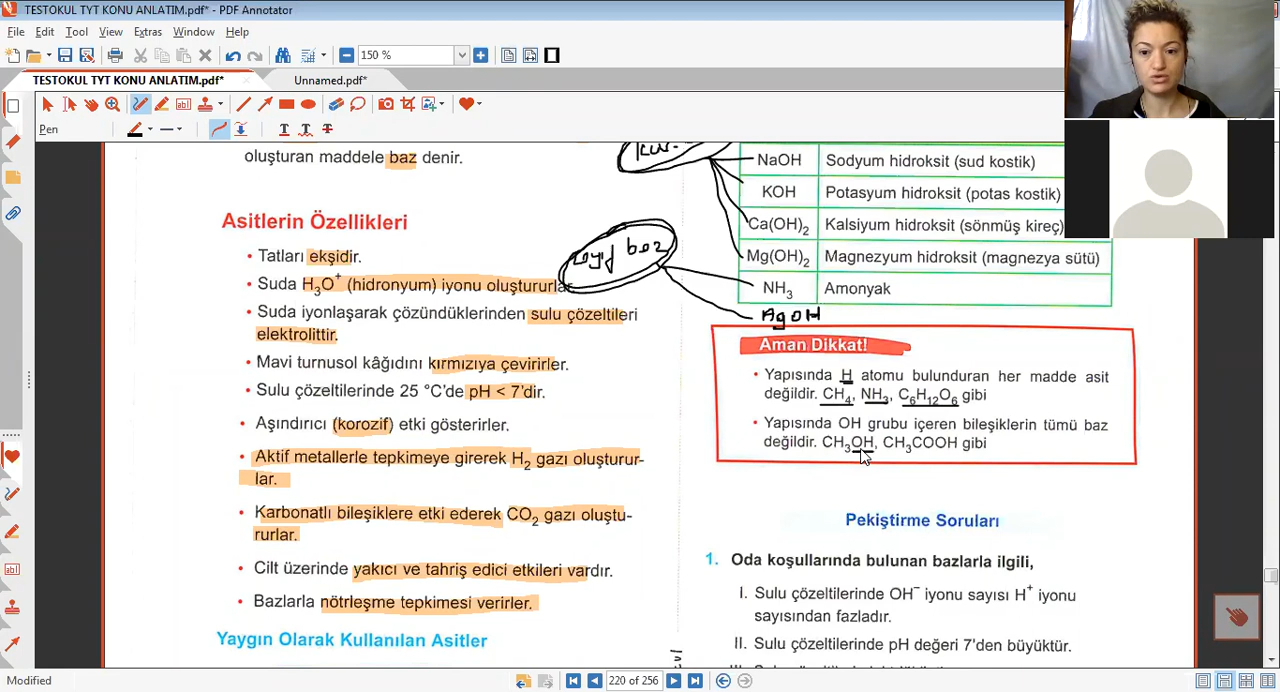 TESTOKUL TYT KONU ANLATIM.pdf* - PDF Annotator
File Edit Tool View Extras Window Help
150 %
TESTOKUL TYT KONU ANLATIM.pdf*
Unnamed.pdf*
Pen
oluşturan maddele baz denir.
Asitlerin Özellikleri
• Tatları ekşidir.
• Suda H₃O⁺ (hidronyum) iyonu oluştururlar.
• Suda iyonlaşarak çözündüklerinden sulu çözeltileri
elektrolittir.
• Mavi turnusol kâğıdını kırmızıya çevirirler.
• Sulu çözeltilerinde 25 °C'de pH < 7'dir.
• Aşındırıcı (korozif) etki gösterirler.
• Aktif metallerle tepkimeye girerek H₂ gazı oluşturur-
lar.
• Karbonatlı bileşiklere etki ederek CO₂ gazı oluştu-
rurlar.
• Cilt üzerinde yakıcı ve tahriş edici etkileri vardır.
• Bazlarla nötrleşme tepkimesi verirler.
Yaygın Olarak Kullanılan Asitler
NaOH Sodyum hidroksit (sud kostik)
KOH Potasyum hidroksit (potas kostik)
Ca(OH)₂ Kalsiyum hidroksit (sönmüş kireç)
Mg(OH)₂ Magnezyum hidroksit (magnezya sütü)
NH₃ Amonyak
zayıf baz
AgOH
Aman Dikkat!
• Yapısında H atomu bulunduran her madde asit
değildir. CH₄, NH₃, C₆H₁₂O₆ gibi
• Yapısında OH grubu içeren bileşiklerin tümü baz
değildir. CH₃OH, CH₃COOH gibi
Pekiştirme Soruları
1. Oda koşullarında bulunan bazlarla ilgili,
I. Sulu çözeltilerinde OH⁻ iyonu sayısı H⁺ iyonu
sayısından fazladır.
II. Sulu çözeltilerinde pH değeri 7'den büyüktür.
Modified
220 of 256